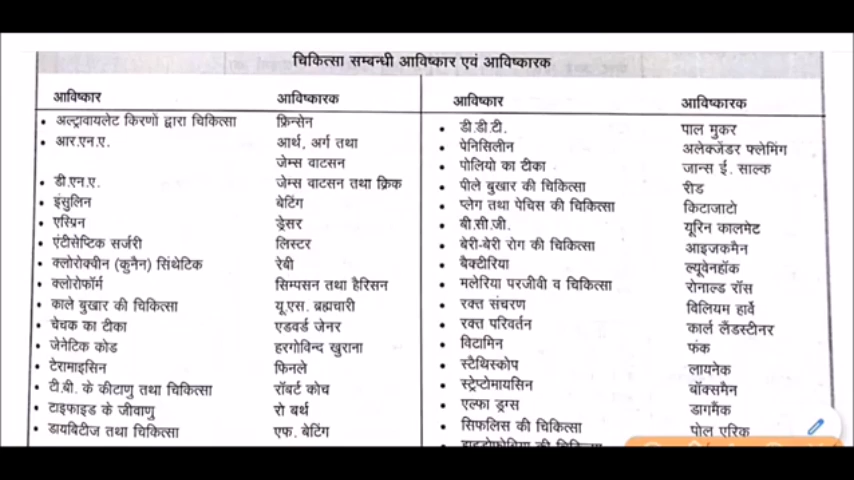 चिकित्सा सम्बन्धी आविष्कार एवं आविष्कारक
आविष्कार आविष्कारक
• अल्ट्रावायलेट किरणों द्वारा चिकित्सा फ्रिन्सेन
• आर.एन.ए. आर्थ, अर्ग तथा
जेम्स वाटसन
• डी.एन.ए. जेम्स वाटसन तथा क्रिक
• इंसुलिन बेटिंग
• एस्प्रिन ड्रेसर
• एंटीसेप्टिक सर्जरी लिस्टर
• क्लोरोक्वीन (कुनैन) सिंथेटिक रेबी
• क्लोरोफॉर्म सिम्पसन तथा हैरिसन
• काले बुखार की चिकित्सा यू.एस. ब्रह्मचारी
• चेचक का टीका एडवर्ड जेनर
• जेनेटिक कोड हरगोविन्द खुराना
• टेरामाइसिन फिनले
• टी.बी. के कीटाणु तथा चिकित्सा रॉबर्ट कोच
• टाइफाइड के जीवाणु रो बर्थ
• डायबिटीज तथा चिकित्सा एफ. बेटिंग
आविष्कार आविष्कारक
• डी.डी.टी. पाल मुकर
• पेनिसिलीन अलेक्जेंडर फ्लेमिंग
• पोलियो का टीका जान्स ई. साल्क
• पीले बुखार की चिकित्सा रीड
• प्लेग तथा पेचिस की चिकित्सा किटाजाटो
• बी.सी.जी. यूरिन कालमेट
• बेरी-बेरी रोग की चिकित्सा आइजकमैन
• बैक्टीरिया ल्यूवेनहॉक
• मलेरिया परजीवी व चिकित्सा रोनाल्ड रॉस
• रक्त संचरण विलियम हार्वे
• रक्त परिवर्तन कार्ल लैंडस्टीनर
• विटामिन फंक
• स्टैथिस्कोप लायनेक
• स्ट्रेप्टोमायसिन बॉक्समैन
• एल्फा ड्रग्स डागमैंक
• सिफलिस की चिकित्सा पोल एरिक